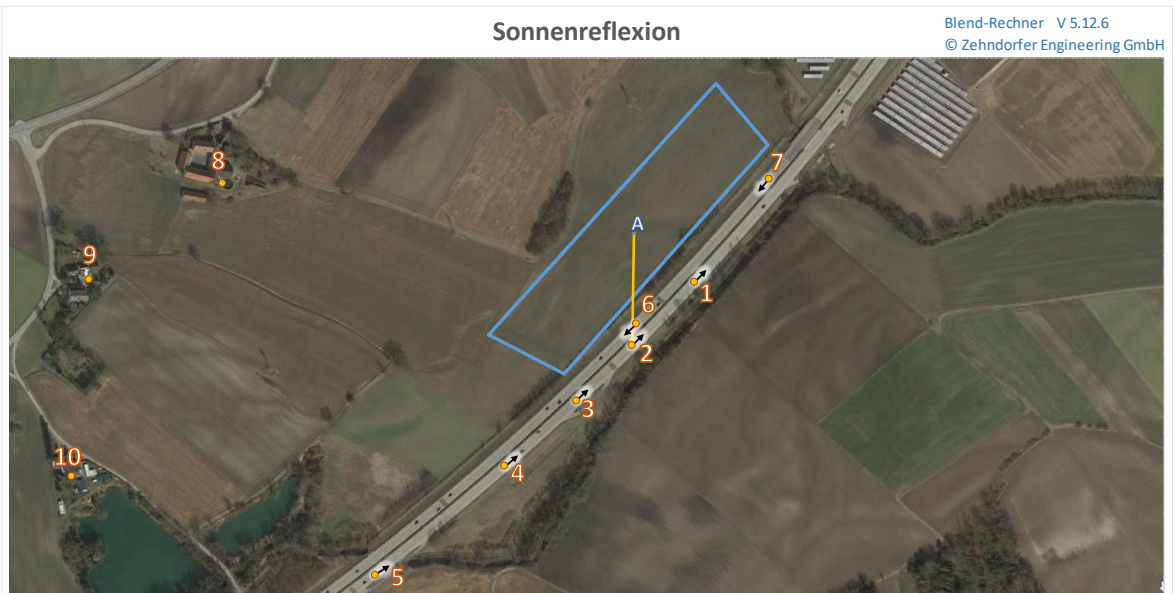 Sonnenreflexion
Blend-Rechner V 5.12.6
© Zehndorfer Engineering GmbH
8
7
A
9
1
6
2
3
10
4
5